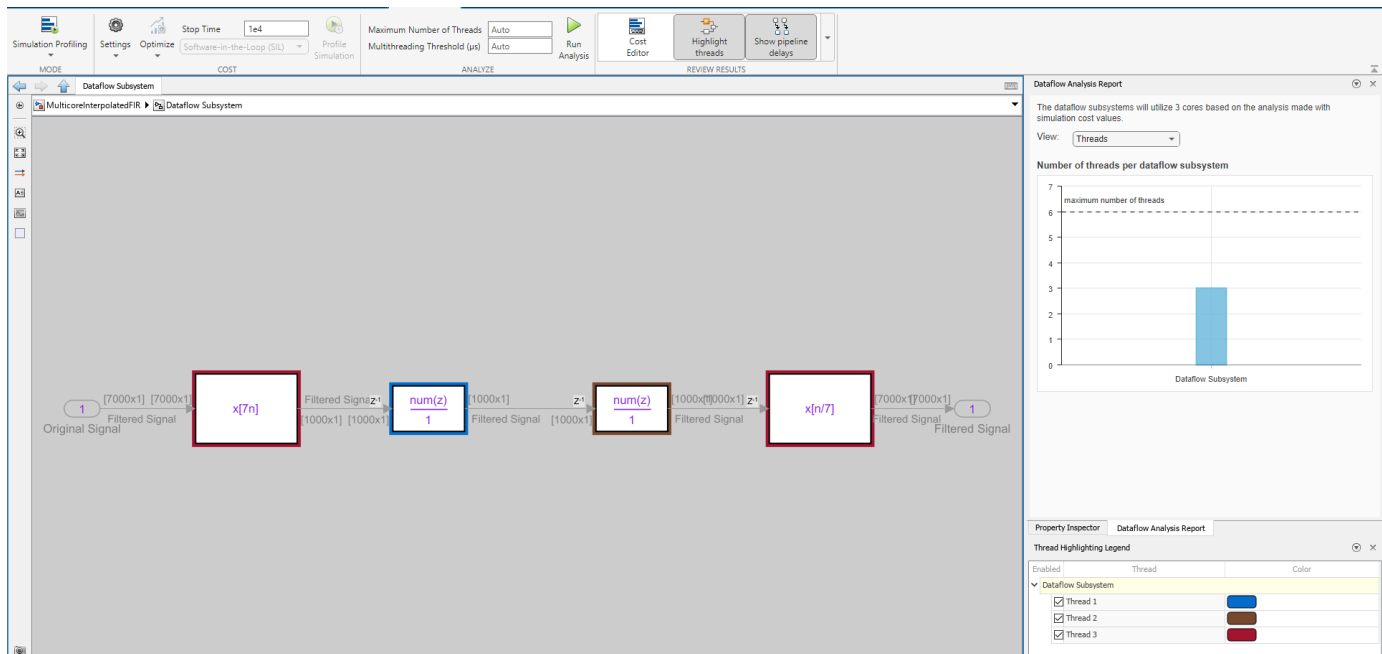 Simulation Profiling
Settings
Optimize
Stop Time 1e4
Software-in-the-Loop (SIL)
Profile
Simulation
Maximum Number of Threads Auto
Multithreading Threshold (µs) Auto
Run
Analysis
Cost
Editor
Highlight
threads
Show pipeline
delays
MODE
COST
ANALYZE
REVIEW RESULTS
Dataflow Subsystem
MulticoreInterpolatedFIR Dataflow Subsystem
1
Original Signal
[7000x1] [7000x1]
Filtered Signal
x[7n]
Filtered Signal
[1000x1] [1000x1]
Z-1
num(z)
1
[1000x1]
Filtered Signal
[1000x1]
Z-1
num(z)
1
[1000x1] [1000x1]
Filtered Signal
Z-1
x[n/7]
[7000x1] [7000x1]
Filtered Signal
1
Filtered Signal
Dataflow Analysis Report
The dataflow subsystems will utilize 3 cores based on the analysis made with
simulation cost values.
View: Threads
Number of threads per dataflow subsystem
7
maximum number of threads
6
5
4
3
2
1
0
Dataflow Subsystem
Property Inspector Dataflow Analysis Report
Thread Highlighting Legend
Enabled Thread Color
Dataflow Subsystem
Thread 1
Thread 2
Thread 3